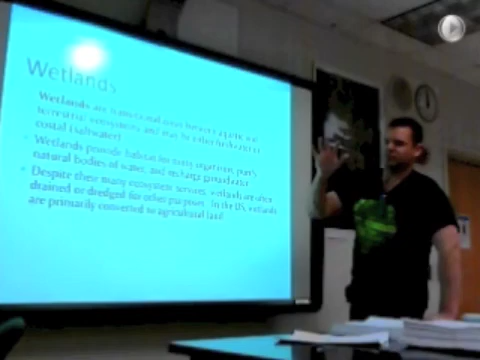 Wetlands
Wetlands are transitional areas between aquatic and
terrestrial ecosystems and may be either freshwater or
costal (saltwater)
Wetlands provide habitat for many organisms, purify
natural bodies of water, and recharge groundwater
Despite their many ecosystem services, wetlands are often
drained or dredged for other purposes. In the US, wetlands
are primarily converted to agricultural land